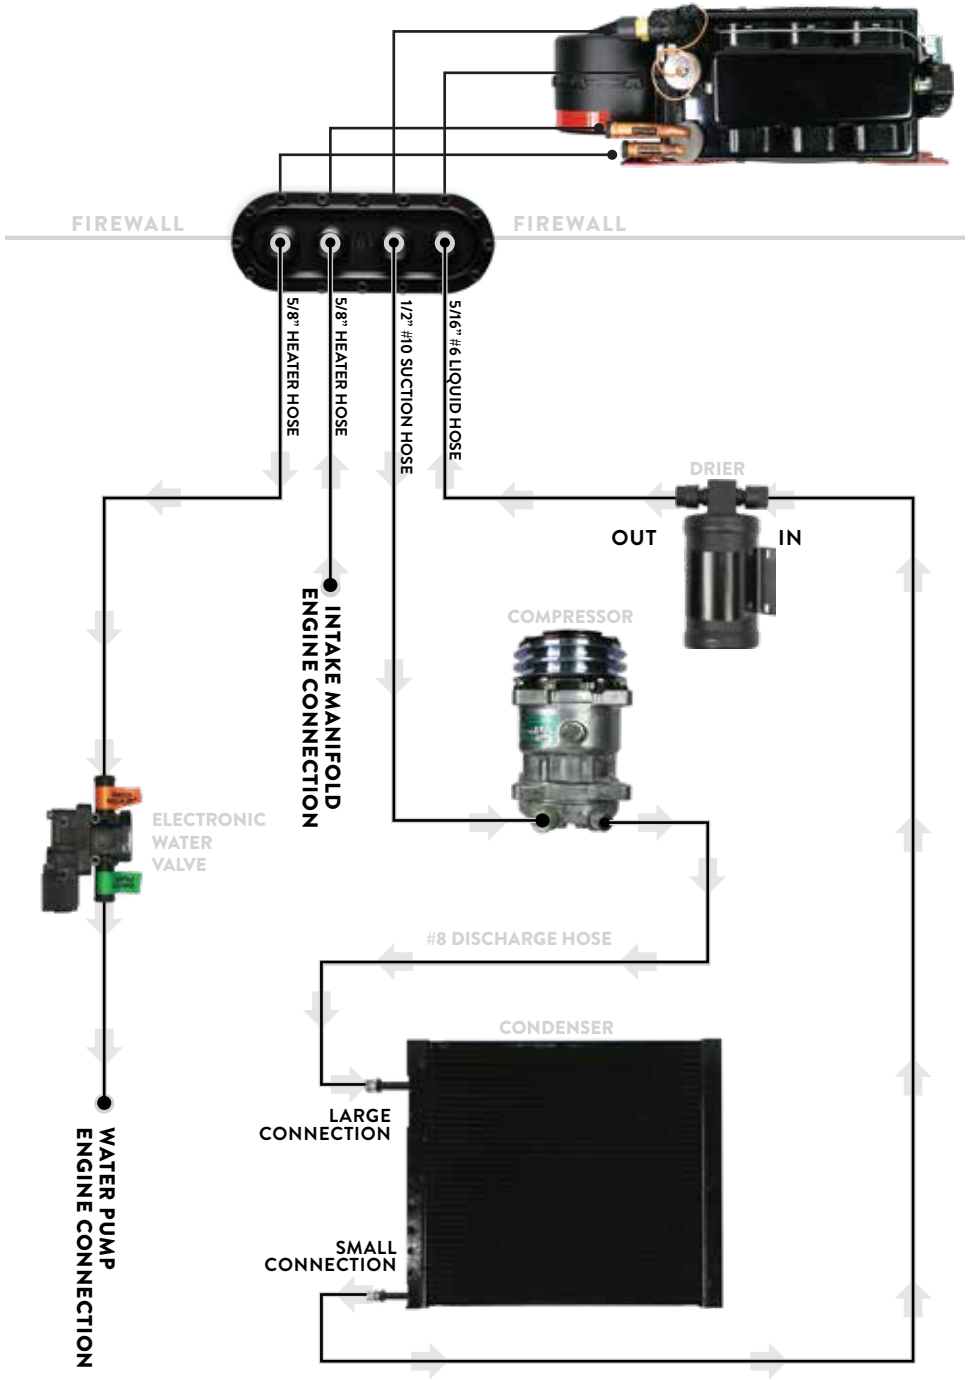 FIREWALL
FIREWALL
5/8” HEATER HOSE
5/8” HEATER HOSE
1/2” #10 SUCTION HOSE
5/16” #6 LIQUID HOSE
DRIER
OUT
IN
COMPRESSOR
INTAKE MANIFOLD
ENGINE CONNECTION
ELECTRONIC
WATER
VALVE
#8 DISCHARGE HOSE
CONDENSER
LARGE
CONNECTION
WATER PUMP
ENGINE CONNECTION
SMALL
CONNECTION